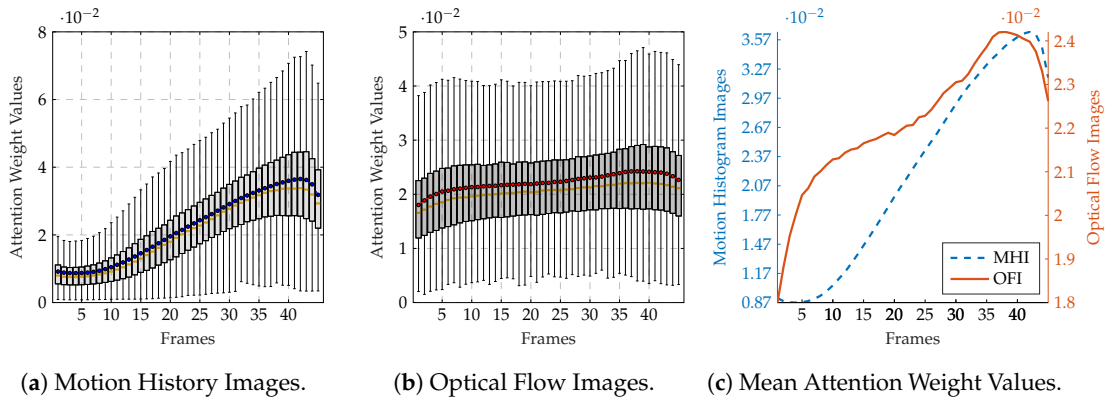 ·10⁻²
8
6
4
2
0
5 10 15 20 25 30 35 40
Frames
Attention Weight Values
(a) Motion History Images.
·10⁻²
5
4
3
2
1
0
5 10 15 20 25 30 35 40
Frames
Attention Weight Values
(b) Optical Flow Images.
·10⁻²
·10⁻²
3.57
3.27
2.97
2.67
2.37
2.07
1.77
1.47
1.17
0.87
Motion Histogram Images
2.4
2.3
2.2
2.1
2
1.9
1.8
Optical Flow Images
MHI
OFI
5 10 15 20 25 30 35 40
Frames
(c) Mean Attention Weight Values.